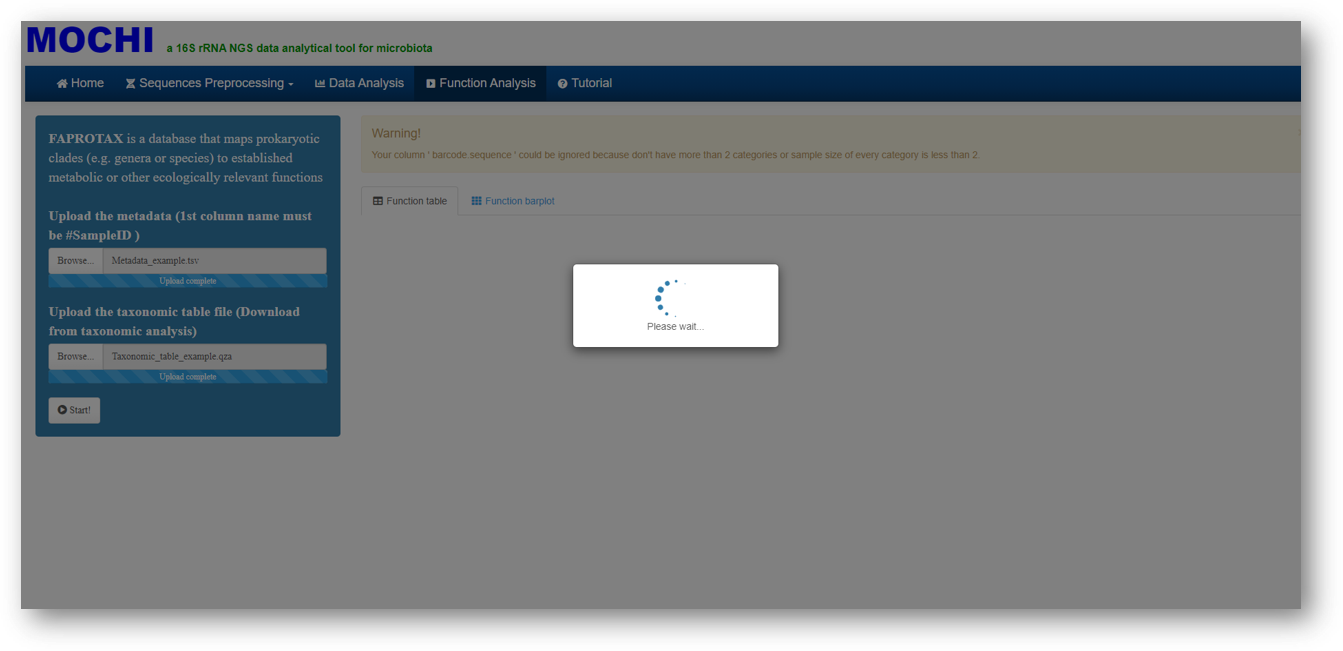 MOCHI a 16S rRNA NGS data analytical tool for microbiota
Home Sequences Preprocessing Data Analysis Function Analysis Tutorial
FAPROTAX is a database that maps prokaryotic
clades (e.g. genera or species) to established
metabolic or other ecologically relevant functions
Upload the metadata (1st column name must
be #SampleID )
Browse... Metadata_example.tsv
Upload complete
Upload the taxonomic table file (Download
from taxonomic analysis)
Browse... Taxonomic_table_example.qza
Upload complete
Start!
Warning!
Your column ' barcode.sequence ' could be ignored because don't have more than 2 categories or sample size of every category is less than 2.
Function table Function barplot
Please wait...